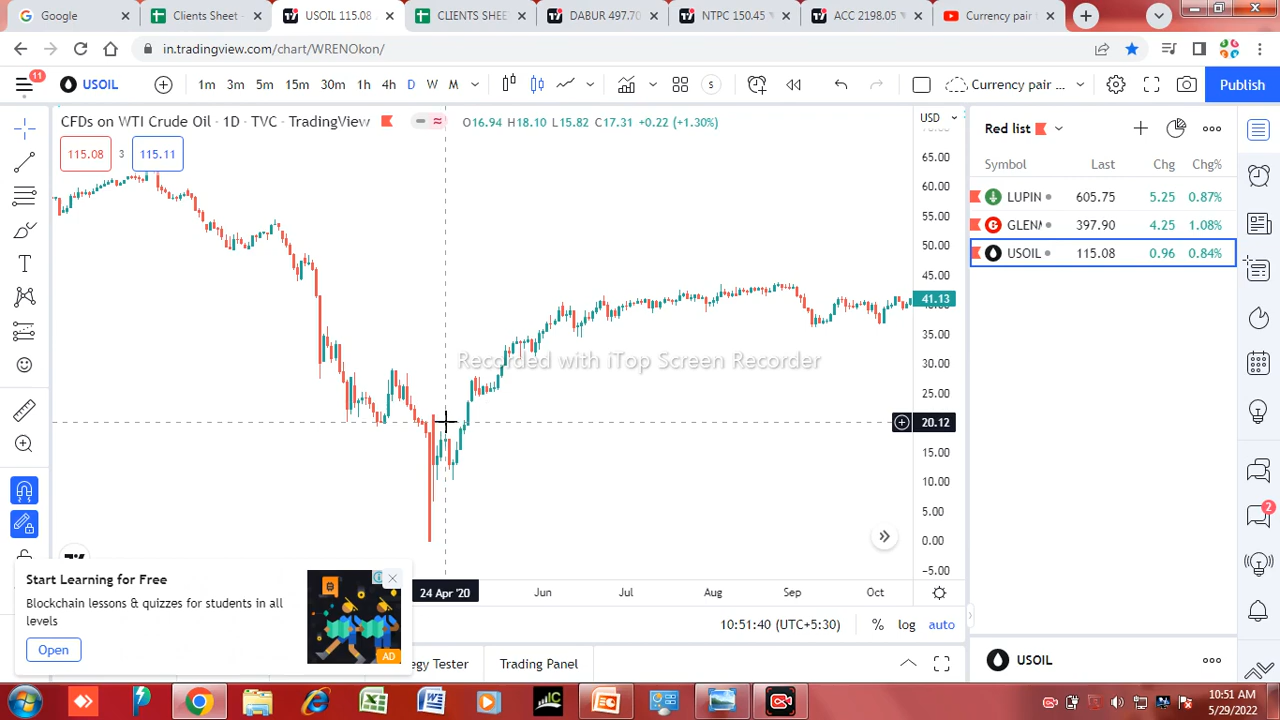 Google
Clients Sheet -
USOIL 115.08
CLIENTS SHEE
DABUR 497.70
NTPC 150.45
ACC 2198.05
Currency pair
in.tradingview.com/chart/WRENOkon/
11
USOIL
1m 3m 5m 15m 30m 1h 4h D W M
S
Currency pair ...
Publish
CFDs on WTI Crude Oil · 1D · TVC · TradingView
O16.94 H18.10 L15.82 C17.31 +0.22 (+1.30%)
115.08
3
115.11
USD
70.00
65.00
60.00
55.00
50.00
45.00
41.13
35.00
30.00
25.00
20.12
15.00
10.00
5.00
0.00
−5.00
Red list
Symbol Last Chg Chg%
LUPIN 605.75 5.25 0.87%
GLENM 397.90 4.25 1.08%
USOIL 115.08 0.96 0.84%
Recorded with iTop Screen Recorder
24 Apr '20
Jun
Jul
Aug
Sep
Oct
Start Learning for Free
Blockchain lessons & quizzes for students in all
levels
Open
AD
10:51:40 (UTC+5:30)
%
log
auto
egy Tester
Trading Panel
USOIL
2
10:51 AM
5/29/2022